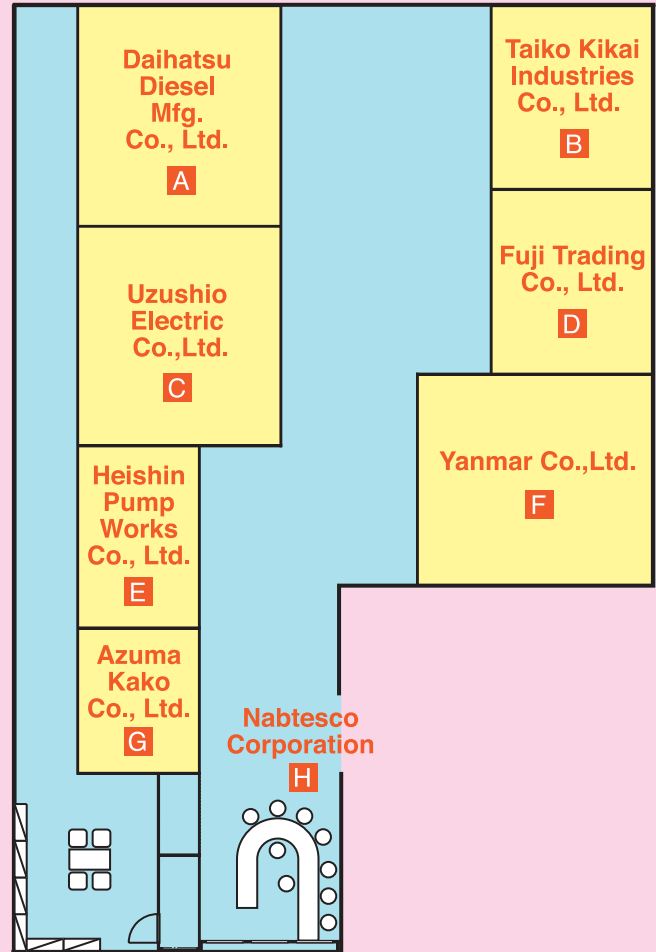 Daihatsu
Diesel
Mfg.
Co., Ltd.
A
Taiko Kikai
Industries
Co., Ltd.
B
Uzushio
Electric
Co.,Ltd.
C
Fuji Trading
Co., Ltd.
D
Heishin
Pump
Works
Co., Ltd.
E
Yanmar Co.,Ltd.
F
Azuma
Kako
Co., Ltd.
G
Nabtesco
Corporation
H